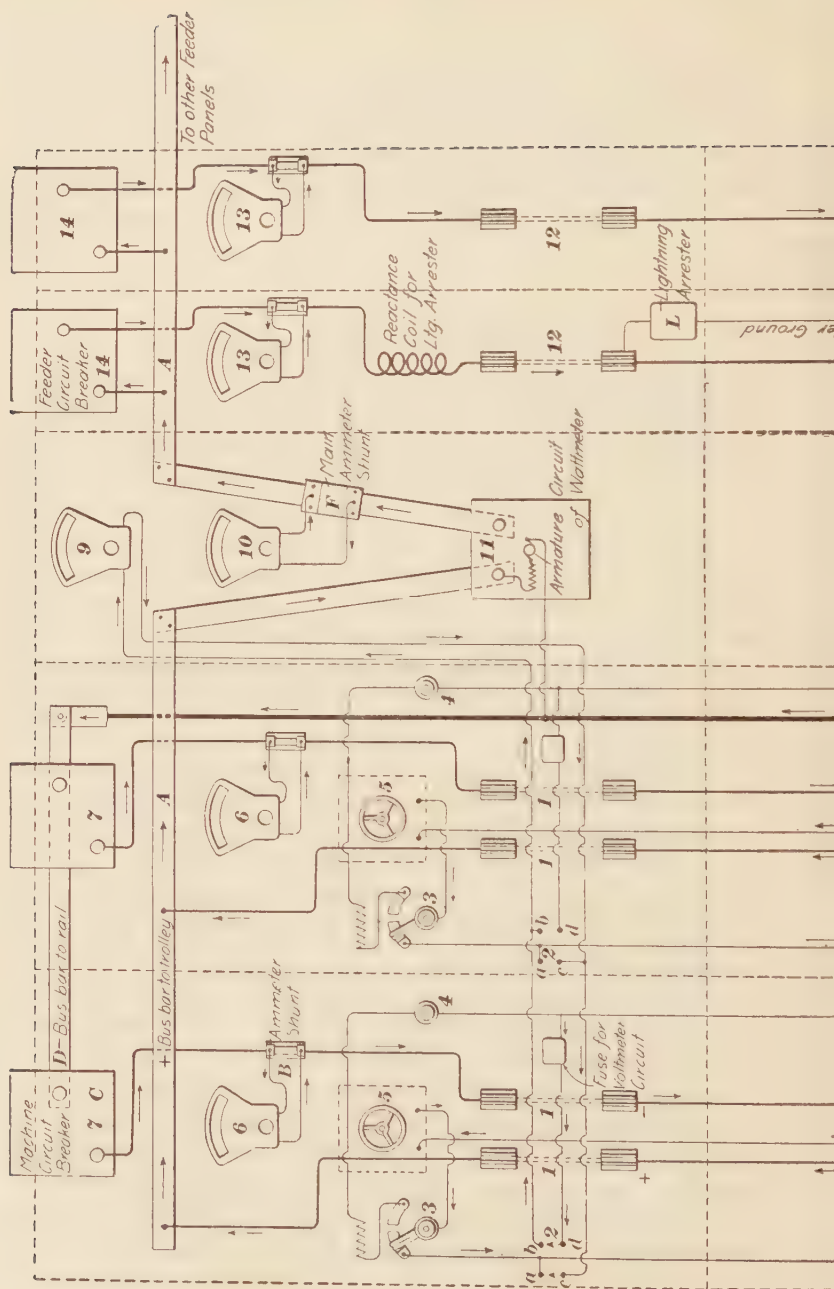 To other Feeder
Panels
14
Feeder
Circuit
Breaker
14
A
13
13
Reactance
Coil for
Ltg. Arrester
12
12
Lightning
Arrester
L
er Ground
9
10
Main
Ammeter
Shunt
F
11
Armature Circuit
of Wattmeter
Machine
Circuit
Breaker
7 C
D-Bus bar to rail
7
+Bus bar to trolley
A
6
Ammeter
Shunt
B
6
5
5
4
4
3
3
1
1
1
1
+
-
Fuse for
Voltmeter
Circuit
a
b
2
c
d
a
b
2
c
d